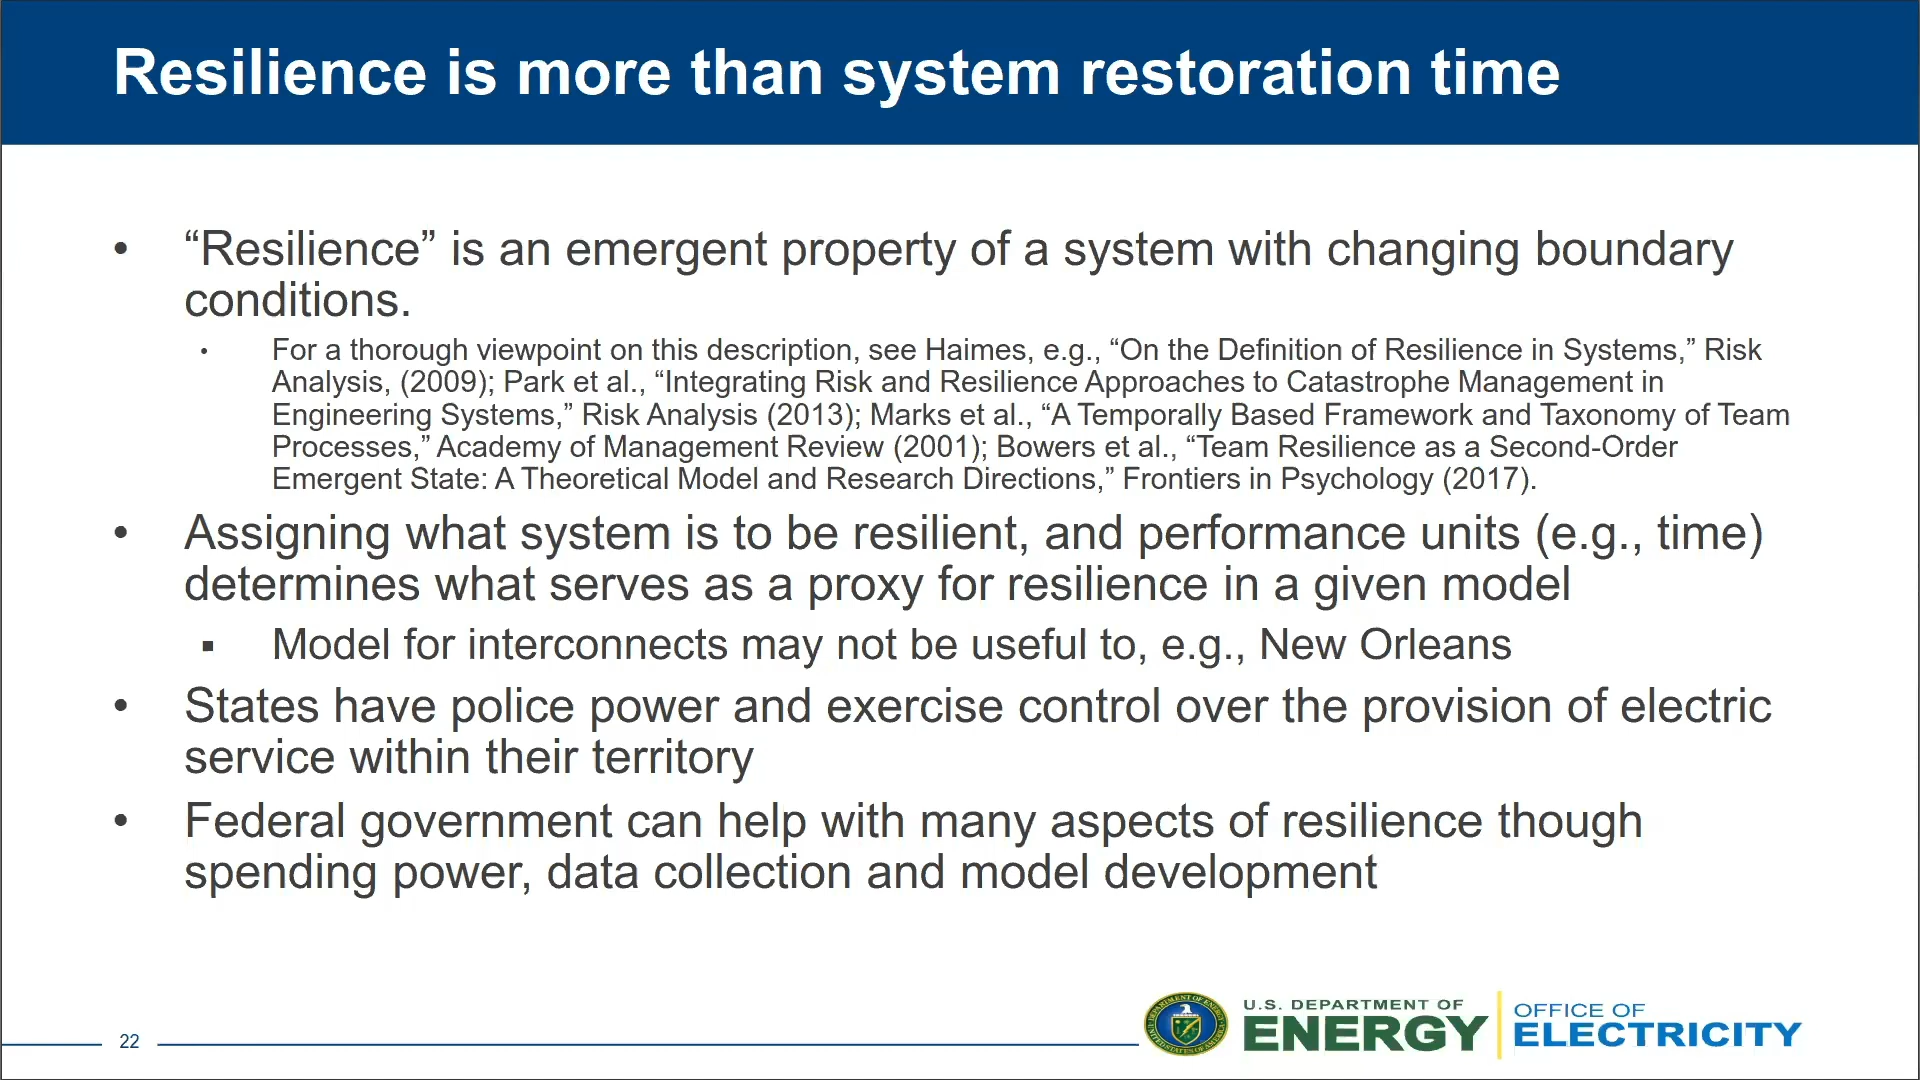 Resilience is more than system restoration time
• “Resilience” is an emergent property of a system with changing boundary
conditions.
• For a thorough viewpoint on this description, see Haimes, e.g., “On the Definition of Resilience in Systems,” Risk
Analysis, (2009); Park et al., “Integrating Risk and Resilience Approaches to Catastrophe Management in
Engineering Systems,” Risk Analysis (2013); Marks et al., “A Temporally Based Framework and Taxonomy of Team
Processes,” Academy of Management Review (2001); Bowers et al., “Team Resilience as a Second-Order
Emergent State: A Theoretical Model and Research Directions,” Frontiers in Psychology (2017).
• Assigning what system is to be resilient, and performance units (e.g., time)
determines what serves as a proxy for resilience in a given model
▪ Model for interconnects may not be useful to, e.g., New Orleans
• States have police power and exercise control over the provision of electric
service within their territory
• Federal government can help with many aspects of resilience though
spending power, data collection and model development
22
U.S. DEPARTMENT OF
ENERGY
OFFICE OF
ELECTRICITY